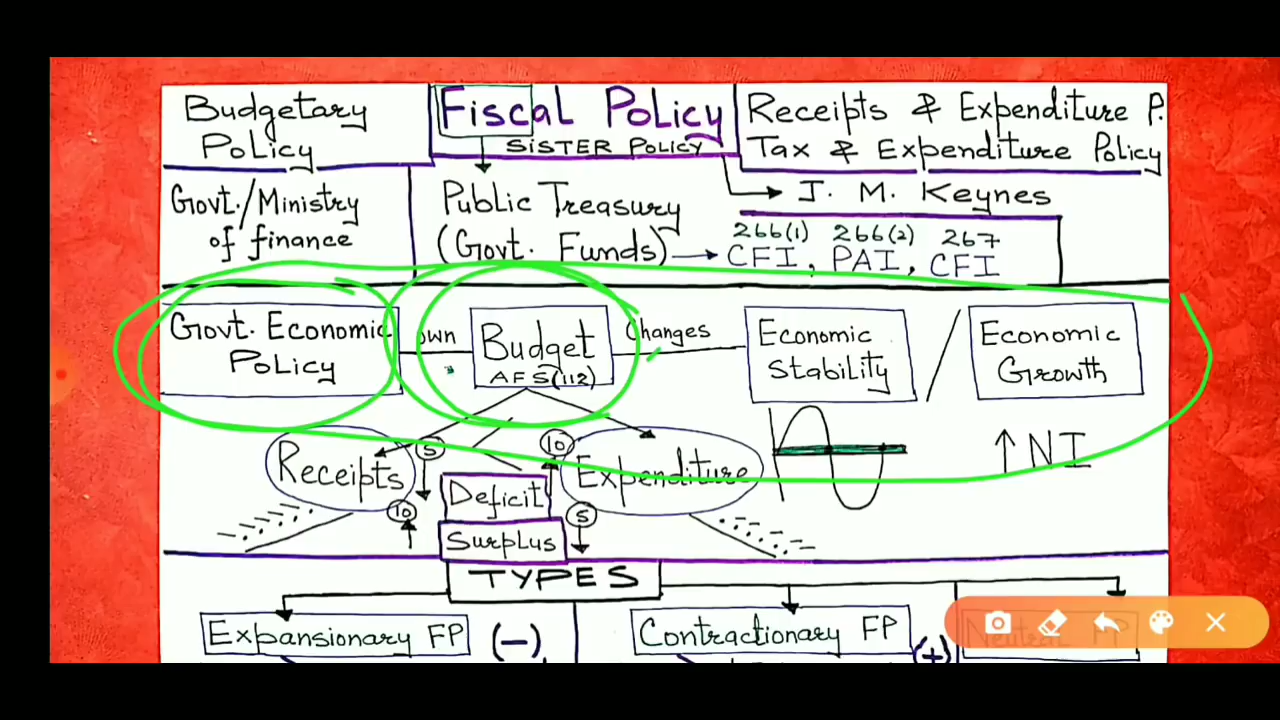 Budgetary
Policy
Fiscal Policy
SISTER POLICY
Receipts & Expenditure P.
Tax & Expenditure Policy
Govt./Ministry
of finance
Public Treasury
(Govt. Funds)
J. M. Keynes
266(1) 266(2) 267
CFI, PAI, CFI
Govt. Economic
Policy
own
Budget
AFS(112)
Changes
Economic
Stability
/
Economic
Growth
Receipts
5
10
Deficit
Surplus
10
5
Expenditure
↑NI
TYPES
Expansionary FP
(-)
Contractionary FP
(+)
Neutral FP